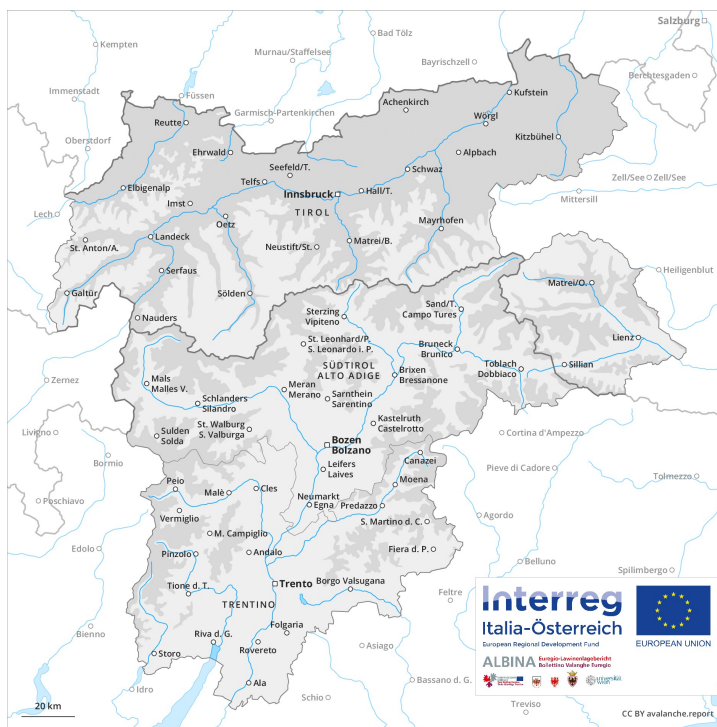 Salzburg
Kempten
Bad Tölz
Murnau/Staffelsee
Bayrischzell
Berchtesgaden
Immenstadt
Füssen
Kufstein
Achenkirch
Garmisch-Partenkirchen
Reutte
Wörgl
Oberstdorf
Kitzbühel
Ehrwald
Alpbach
Seefeld/T.
Schwaz
Telfs
Zell/See
Zell/See
Elbigenalp
Innsbruck
Hall/T.
Mittersill
Imst
TIROL
Lech
Oetz
Mayrhofen
Landeck
St. Anton/A.
Neustift/St.
Matrei/B.
Serfaus
Heiligenblut
Matrei/O.
Galtür
Sölden
Nauders
Sand/T.
Campo Tures
Sterzing
Vipiteno
Lienz
St. Leonhard/P.
S. Leonardo i. P.
Bruneck
Brunico
Toblach
Dobbiaco
Sillian
SÜDTIROL
ALTO ADIGE
Brixen
Bressanone
Zernez
Mals
Malles V.
Meran
Merano
Sarnthein
Sarentino
Schlanders
Silandro
Kastelruth
Castelrotto
St. Walburg
S. Valburga
Livigno
Sulden
Solda
Bozen
Bolzano
Cortina d'Ampezzo
Bormio
Canazei
Pieve di Cadore
Leifers
Laives
Tolmezzo
Peio
Moena
Malè
Cles
Neumarkt
Egna
Predazzo
Poschiavo
Vermiglio
Agordo
S. Martino d. C.
M. Campiglio
Edolo
Pinzolo
Andalo
Fiera d. P.
Belluno
Spilimbergo
Trento
Borgo Valsugana
Tione d. T.
Feltre
TRENTINO
Interreg
Italia-Österreich
European Regional Development Fund
EUROPEAN UNION
Folgaria
Bienno
Riva d. G.
Rovereto
Asiago
Storo
ALBINA
Euregio-Lawinenlagebericht
Bollettino Valanghe Euregio
Bassano d. G.
Ala
Idro
Schio
universität
wien
Treviso
20 km
CC BY avalanche.report